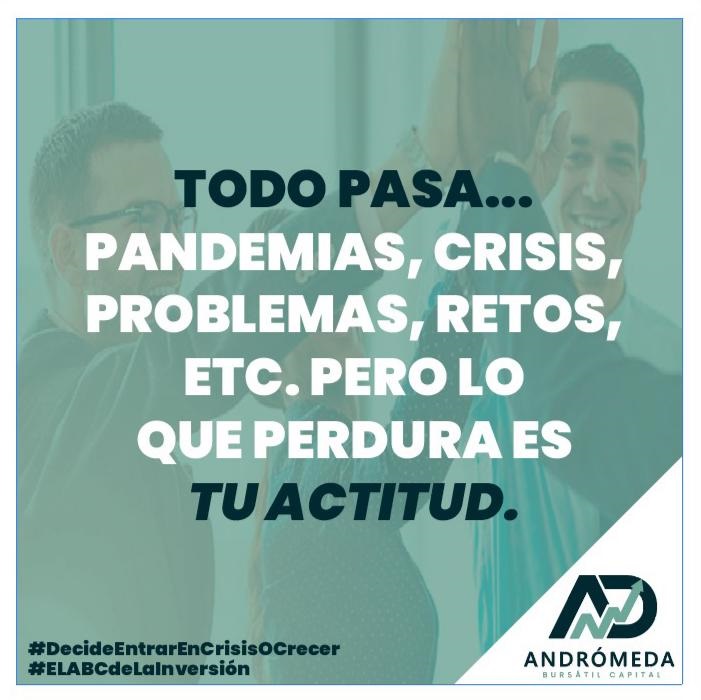 TODO PASA...
PANDEMIAS, CRISIS,
PROBLEMAS, RETOS,
ETC. PERO LO
QUE PERDURA ES
TU ACTITUD.
#DecideEntrarEnCrisisOCrecer
#ELABCdeLaInversión
ANDRÓMEDA
BURSÁTIL CAPITAL